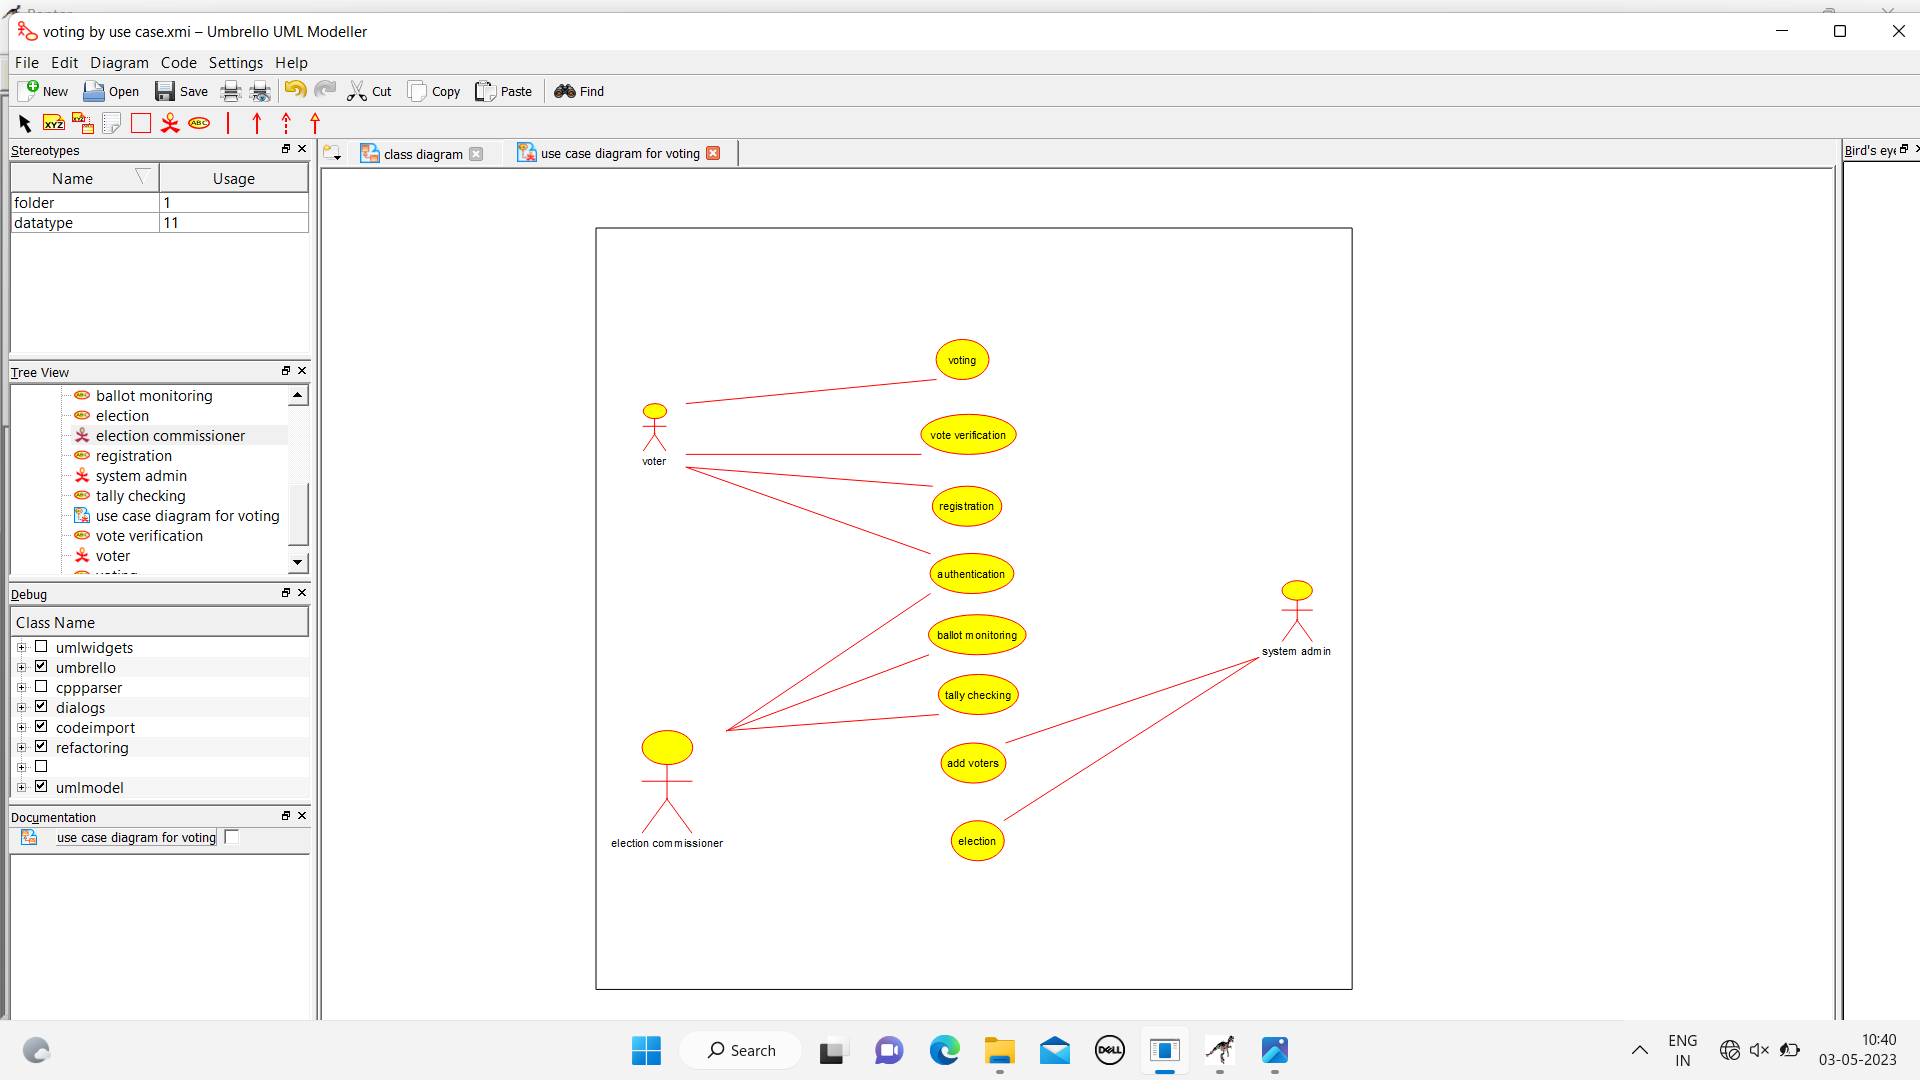 voting by use case.xmi – Umbrello UML Modeller
File Edit Diagram Code Settings Help
New Open Save Cut Copy Paste Find
XYZ XYZ ABC
Stereotypes
Name Usage
folder 1
datatype 11
Tree View
ballot monitoring
election
election commissioner
registration
system admin
tally checking
use case diagram for voting
vote verification
voter
Debug
Class Name
umlwidgets
umbrello
cppparser
dialogs
codeimport
refactoring
umlmodel
Documentation
use case diagram for voting
class diagram
use case diagram for voting
Bird's eye
voting
vote verification
voter
registration
authentication
ballot monitoring
system admin
tally checking
add voters
election commissioner
election
Search
DELL
ENG
IN
10:40
03-05-2023